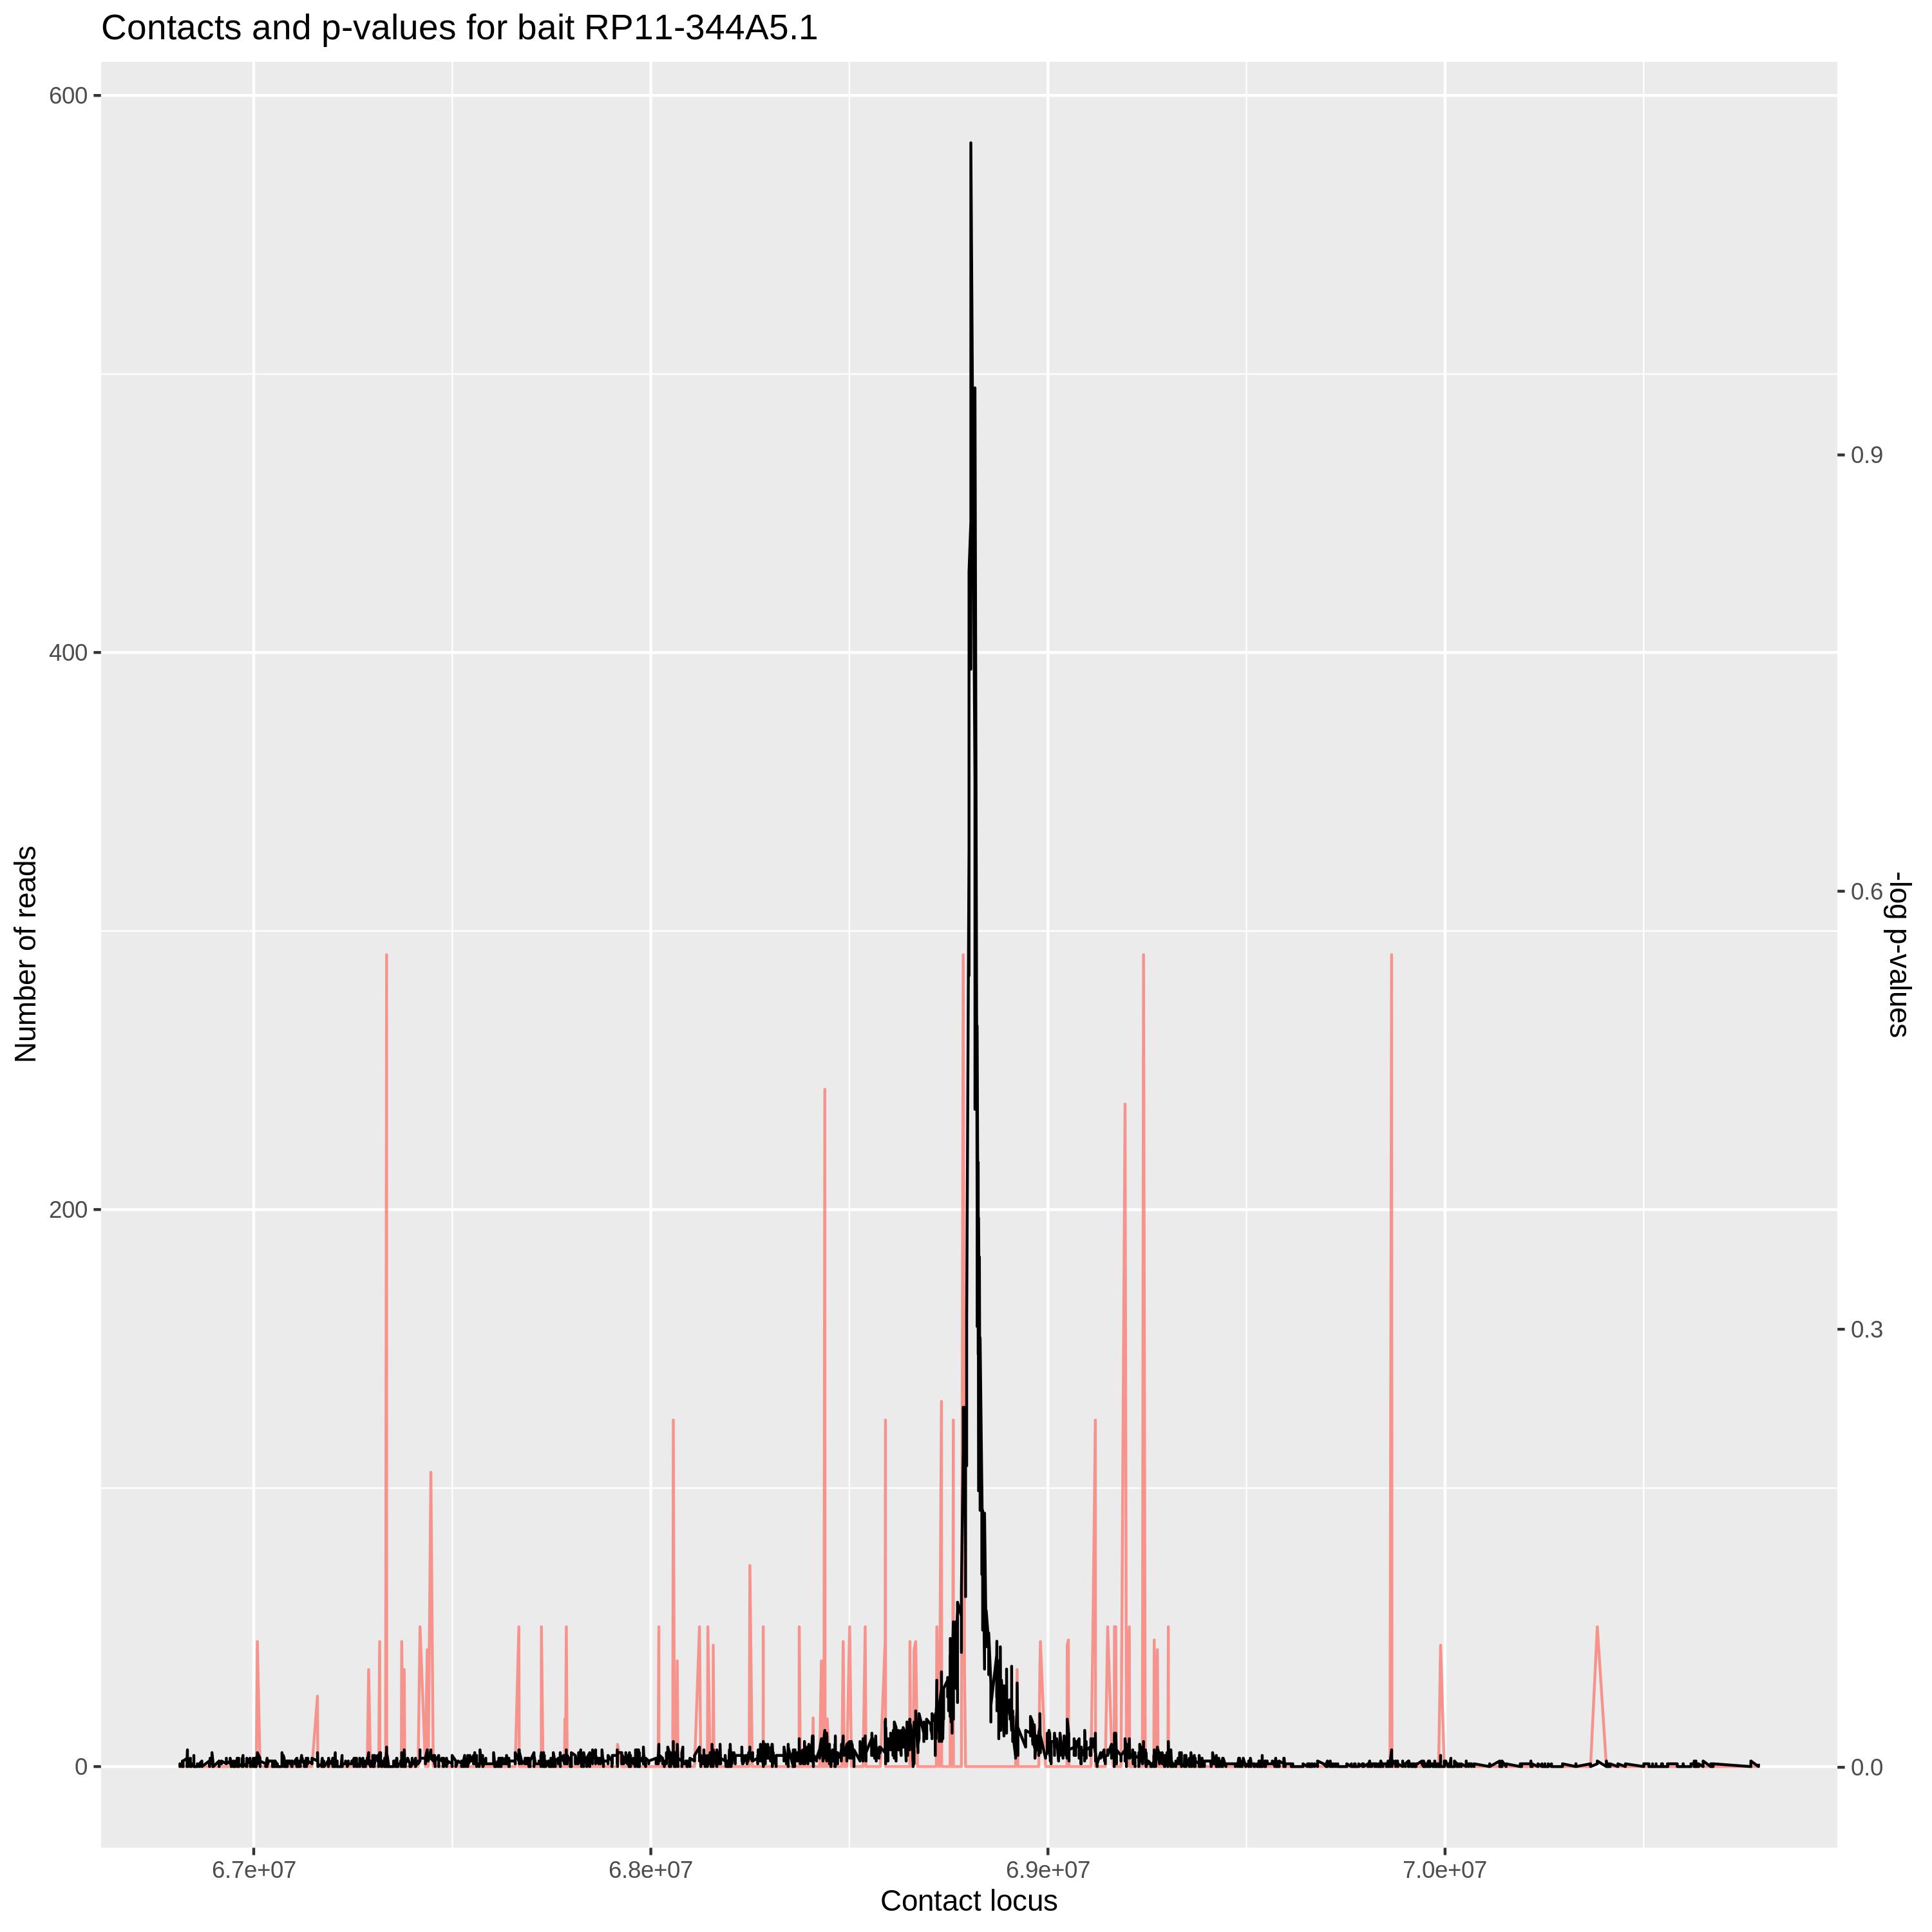 Contacts and p-values for bait RP11-344A5.1
600
400
200
0
Number of reads
0.9
0.6
0.3
0.0
-log p-values
6.7e+07
6.8e+07
6.9e+07
7.0e+07
Contact locus